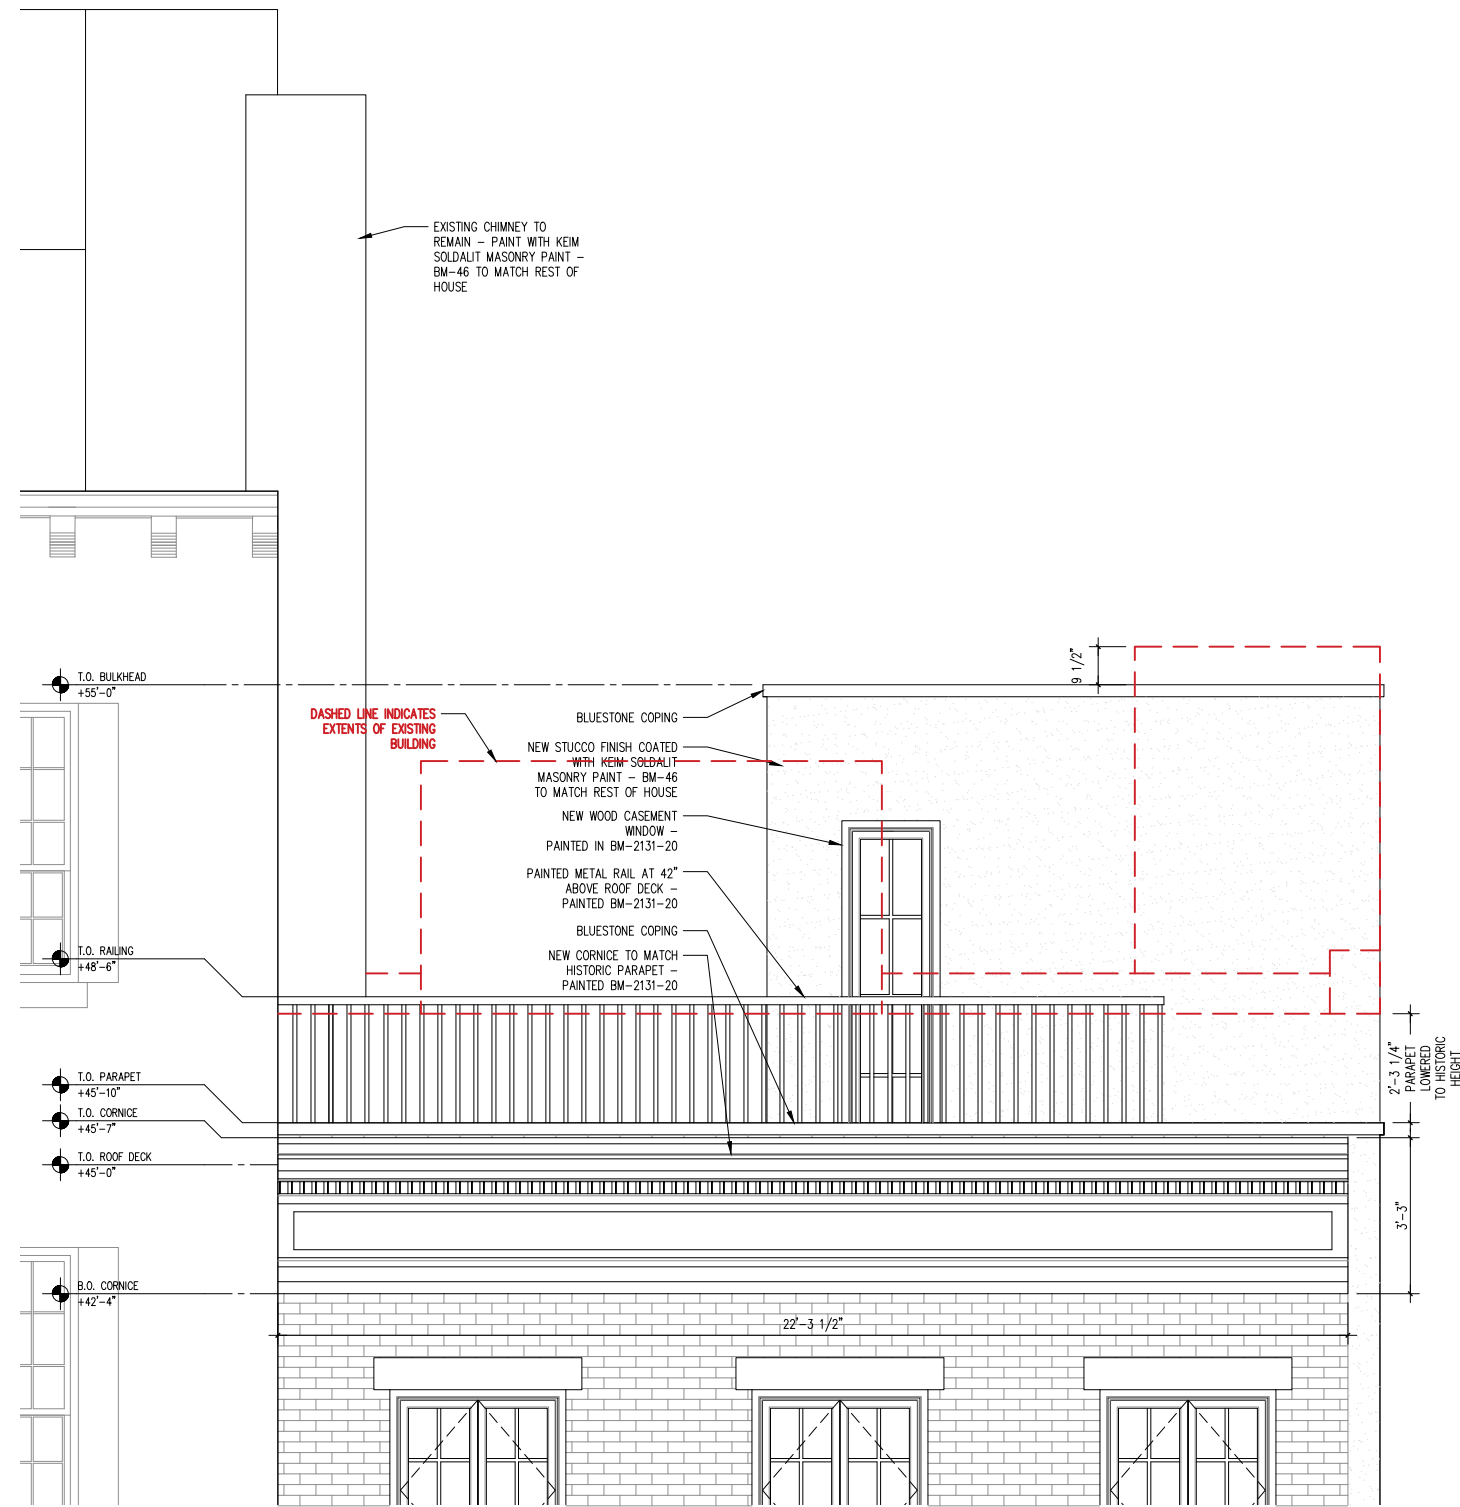 EXISTING CHIMNEY TO
REMAIN – PAINT WITH KEIM
SOLDALIT MASONRY PAINT –
BM-46 TO MATCH REST OF
HOUSE
9 1/2"
T.O. BULKHEAD
+55'-0"
DASHED LINE INDICATES
EXTENTS OF EXISTING
BUILDING
BLUESTONE COPING
NEW STUCCO FINISH COATED
WITH KEIM SOLDALIT
MASONRY PAINT – BM-46
TO MATCH REST OF HOUSE
NEW WOOD CASEMENT
WINDOW –
PAINTED IN BM-2131-20
PAINTED METAL RAIL AT 42"
ABOVE ROOF DECK –
PAINTED BM-2131-20
BLUESTONE COPING
NEW CORNICE TO MATCH
HISTORIC PARAPET –
PAINTED BM-2131-20
T.O. RAILING
+48'-6"
T.O. PARAPET
+45'-10"
T.O. CORNICE
+45'-7"
T.O. ROOF DECK
+45'-0"
B.O. CORNICE
+42'-4"
2'-3 1/4"
PARAPET
LOWERED
TO HISTORIC
HEIGHT
3'-3"
22'-3 1/2"